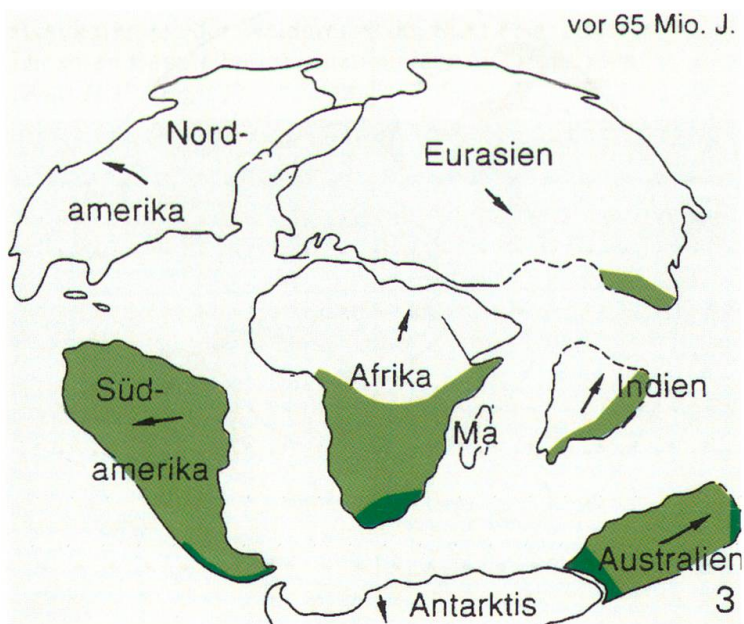 vor 65 Mio. J.
Nord-
amerika
Eurasien
Afrika
Süd-
amerika
Ma
Indien
Australien
Antarktis
3